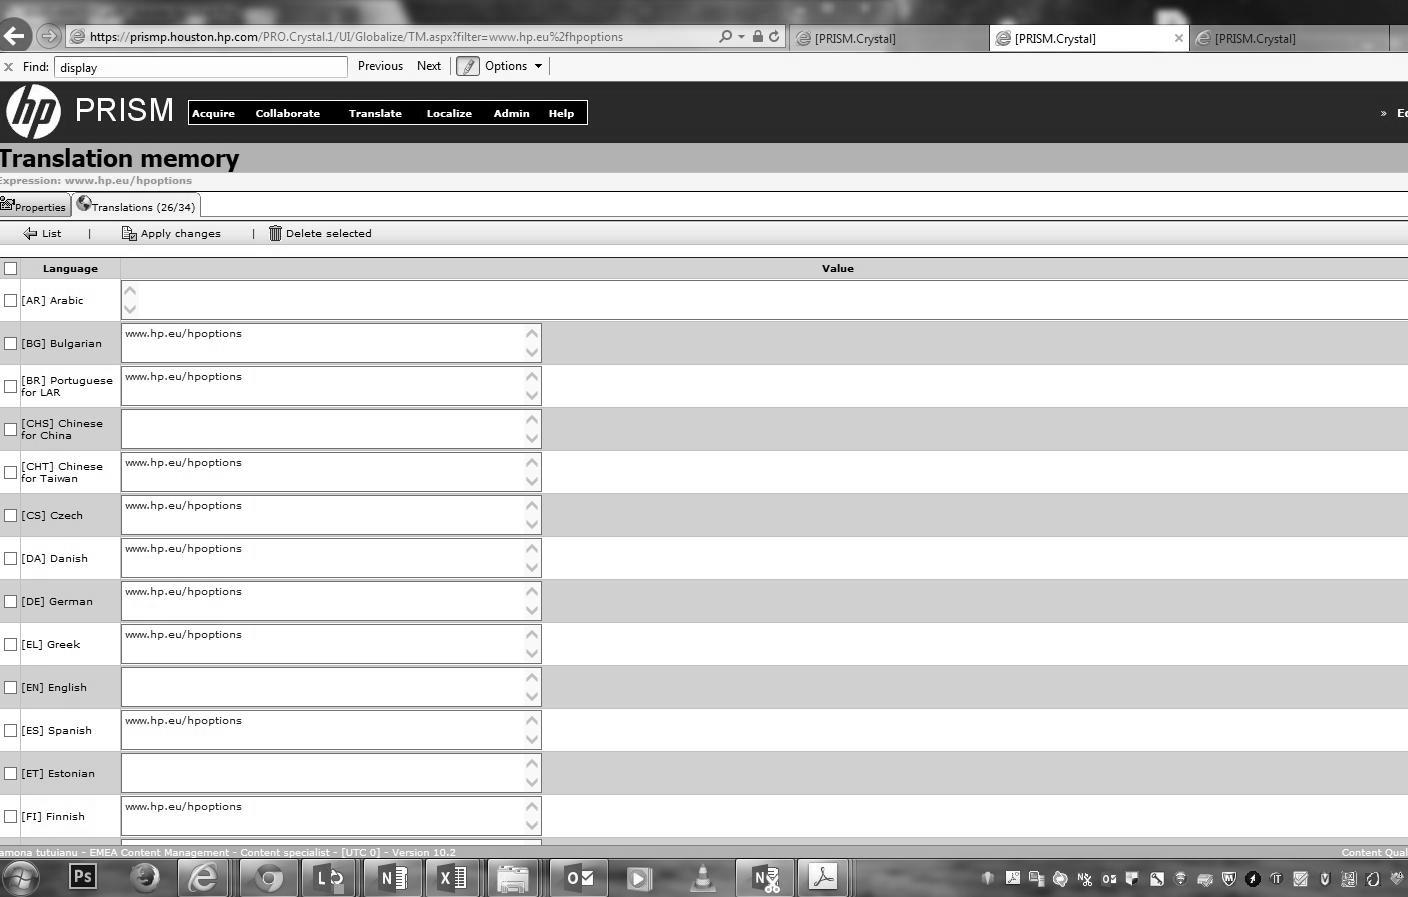 https://prismp.houston.hp.com/PRO.Crystal.1/UI/Globalize/TM.aspx?filter=www.hp.eu%2fhpoptions
[PRISM.Crystal]
[PRISM.Crystal]
[PRISM.Crystal]
Find: display Previous Next Options
hp PRISM Acquire Collaborate Translate Localize Admin Help »
Translation memory
Expression: www.hp.eu/hpoptions
Properties Translations (26/34)
List | Apply changes | Delete selected
Language Value
[AR] Arabic
[BG] Bulgarian www.hp.eu/hpoptions
[BR] Portuguese
for LAR
www.hp.eu/hpoptions
[CHS] Chinese
for China
[CHT] Chinese
for Taiwan
www.hp.eu/hpoptions
[CS] Czech www.hp.eu/hpoptions
[DA] Danish www.hp.eu/hpoptions
[DE] German www.hp.eu/hpoptions
[EL] Greek www.hp.eu/hpoptions
[EN] English
[ES] Spanish www.hp.eu/hpoptions
[ET] Estonian
[FI] Finnish www.hp.eu/hpoptions
amona tutuianu - EMEA Content Management - Content specialist - [UTC 0] - Version 10.2 Content Qual
Ps